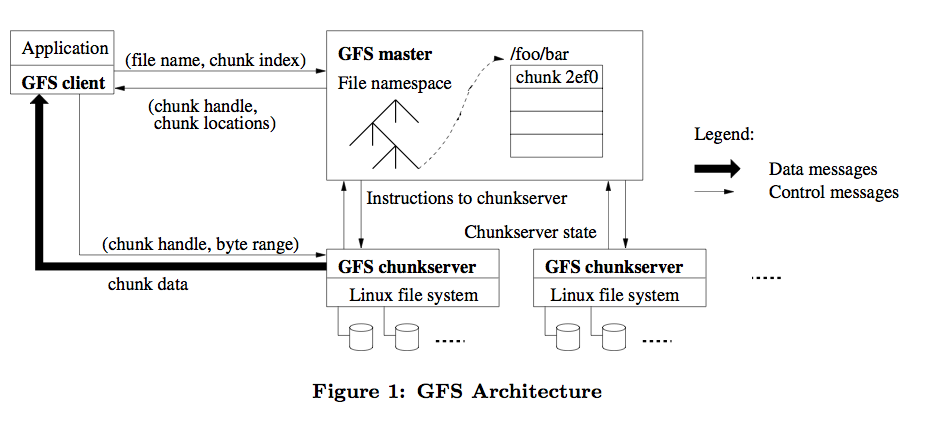 Application
GFS client
(file name, chunk index)
(chunk handle,
chunk locations)
GFS master
File namespace
/foo/bar
chunk 2ef0
Legend:
Data messages
Control messages
Instructions to chunkserver
Chunkserver state
(chunk handle, byte range)
chunk data
GFS chunkserver
Linux file system
GFS chunkserver
Linux file system
Figure 1: GFS Architecture